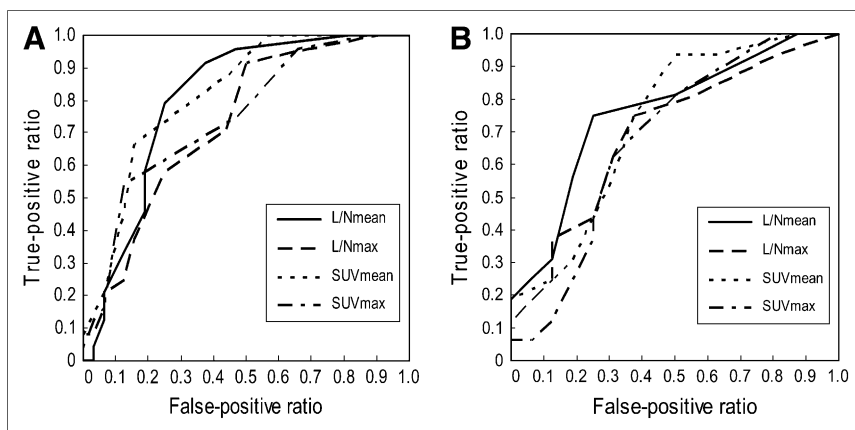 A
True-positive ratio
1.0
0.9
0.8
0.7
0.6
0.5
0.4
0.3
0.2
0.1
0
0 0.1 0.2 0.3 0.4 0.5 0.6 0.7 0.8 0.9 1.0
False-positive ratio
L/Nmean
L/Nmax
SUVmean
SUVmax
B
True-positive ratio
1.0
0.9
0.8
0.7
0.6
0.5
0.4
0.3
0.2
0.1
0
0 0.1 0.2 0.3 0.4 0.5 0.6 0.7 0.8 0.9 1.0
False-positive ratio
L/Nmean
L/Nmax
SUVmean
SUVmax